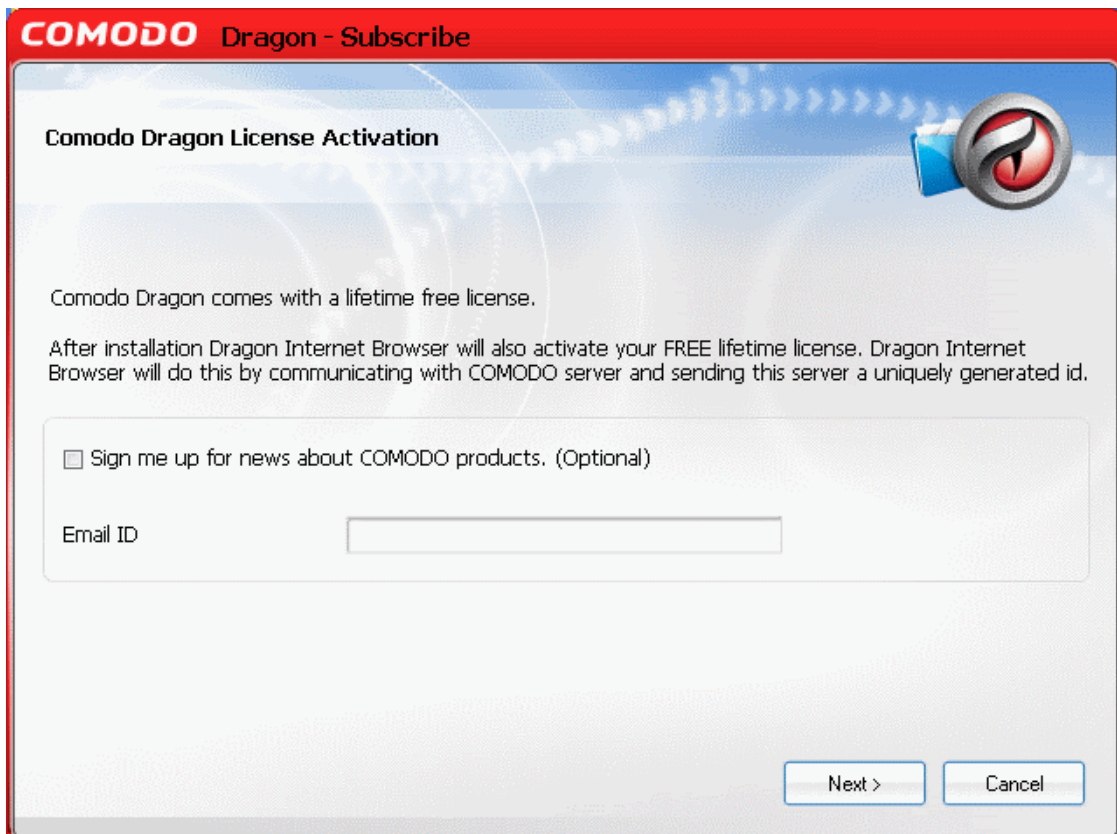 COMODO Dragon - Subscribe
Comodo Dragon License Activation
Comodo Dragon comes with a lifetime free license.
After installation Dragon Internet Browser will also activate your FREE lifetime license. Dragon Internet
Browser will do this by communicating with COMODO server and sending this server a uniquely generated id.
Sign me up for news about COMODO products. (Optional)
Email ID
Next >
Cancel